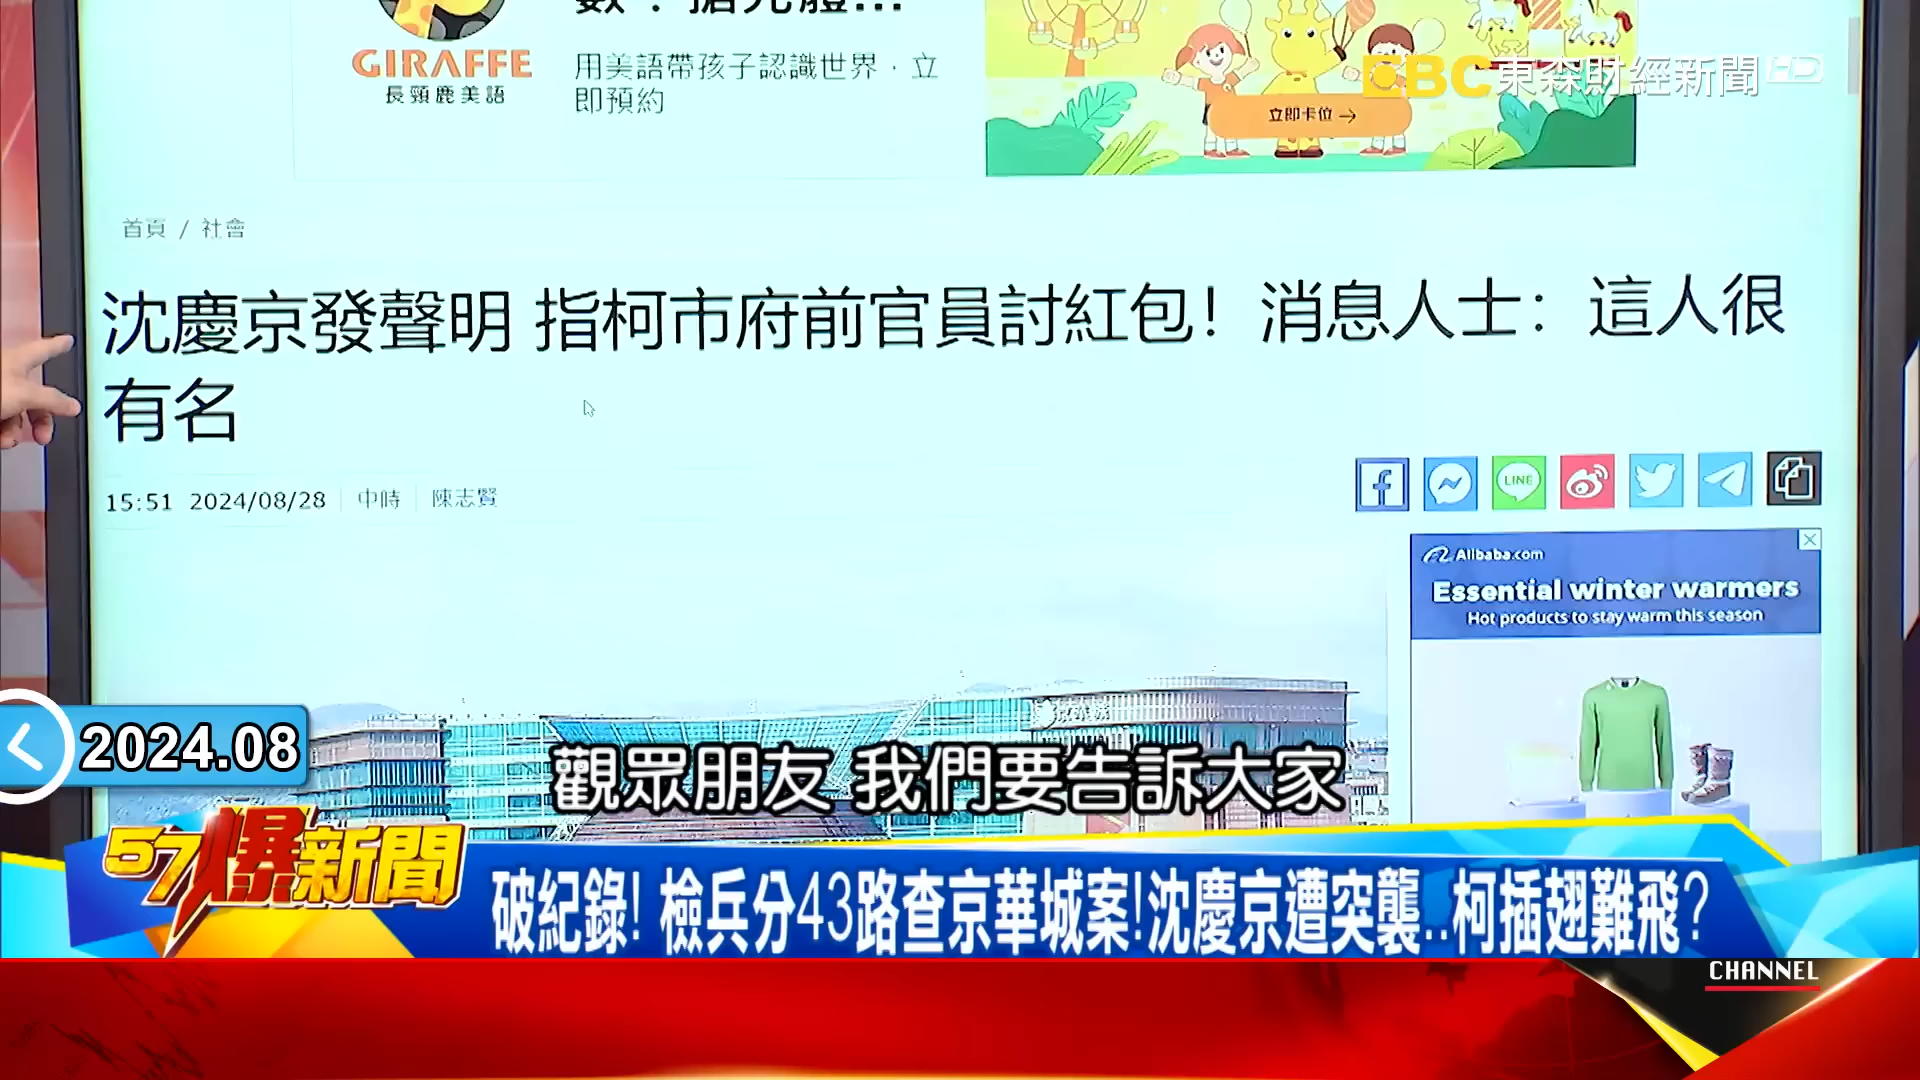 GIRAFFE
長頸鹿美語
用美語帶孩子認識世界，立
即預約
立即卡位→
EBC 東森財經新聞 HD
首頁 / 社會
沈慶京發聲明 指柯市府前官員討紅包！消息人士：這人很
有名
15:51 2024/08/28 中時 陳志賢
LINE
Alibaba.com
Essential winter warmers
Hot products to stay warm this season
2024.08
觀眾朋友 我們要告訴大家
57爆新聞
破紀錄！檢兵分43路查京華城案！沈慶京遭突襲..柯插翅難飛？
CHANNEL